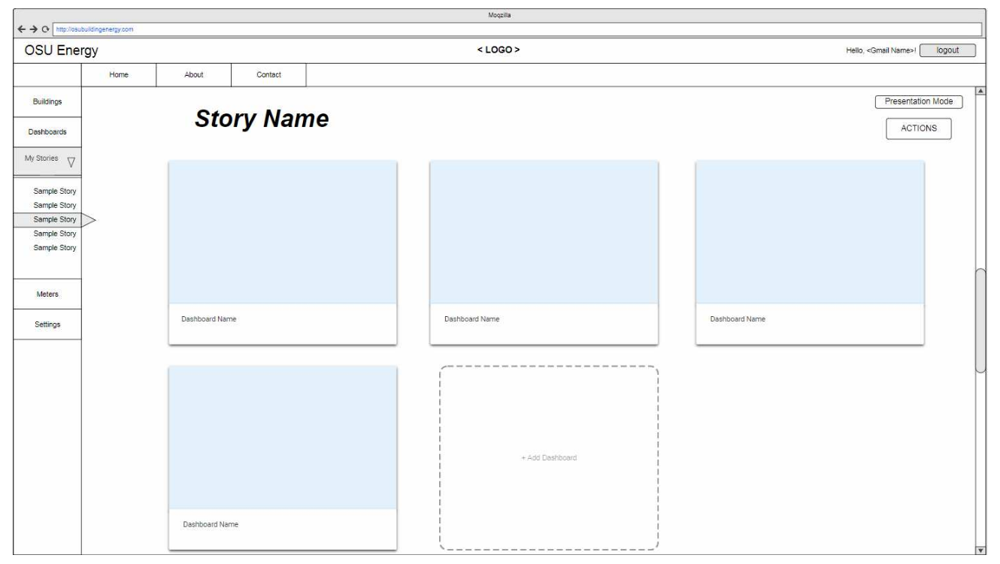 Moqzilla
http://osubuildingenergy.com
OSU Energy
< LOGO >
Hello, <Gmail Name>!
logout
Home
About
Contact
Buildings
Dashboards
My Stories
Sample Story
Sample Story
Sample Story
Sample Story
Sample Story
Meters
Settings
Story Name
Presentation Mode
ACTIONS
Dashboard Name
Dashboard Name
Dashboard Name
Dashboard Name
+ Add Dashboard